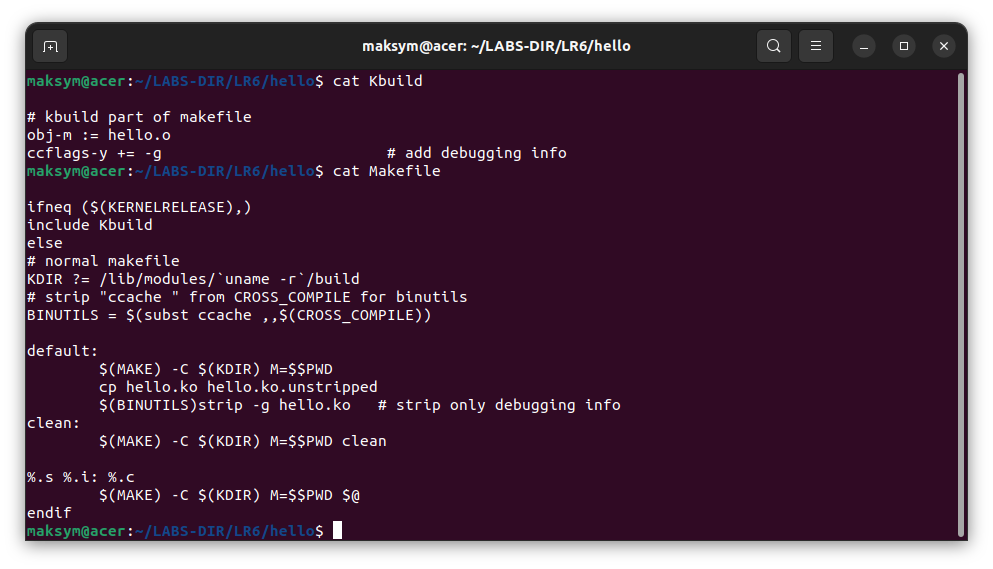 maksym@acer: ~/LABS-DIR/LR6/hello
maksym@acer:~/LABS-DIR/LR6/hello$ cat Kbuild

# kbuild part of makefile
obj-m := hello.o
ccflags-y += -g                         # add debugging info
maksym@acer:~/LABS-DIR/LR6/hello$ cat Makefile

ifneq ($(KERNELRELEASE),)
include Kbuild
else
# normal makefile
KDIR ?= /lib/modules/`uname -r`/build
# strip "ccache " from CROSS_COMPILE for binutils
BINUTILS = $(subst ccache ,,$(CROSS_COMPILE))

default:
        $(MAKE) -C $(KDIR) M=$$PWD
        cp hello.ko hello.ko.unstripped
        $(BINUTILS)strip -g hello.ko   # strip only debugging info
clean:
        $(MAKE) -C $(KDIR) M=$$PWD clean

%.s %.i: %.c
        $(MAKE) -C $(KDIR) M=$$PWD $@
endif
maksym@acer:~/LABS-DIR/LR6/hello$